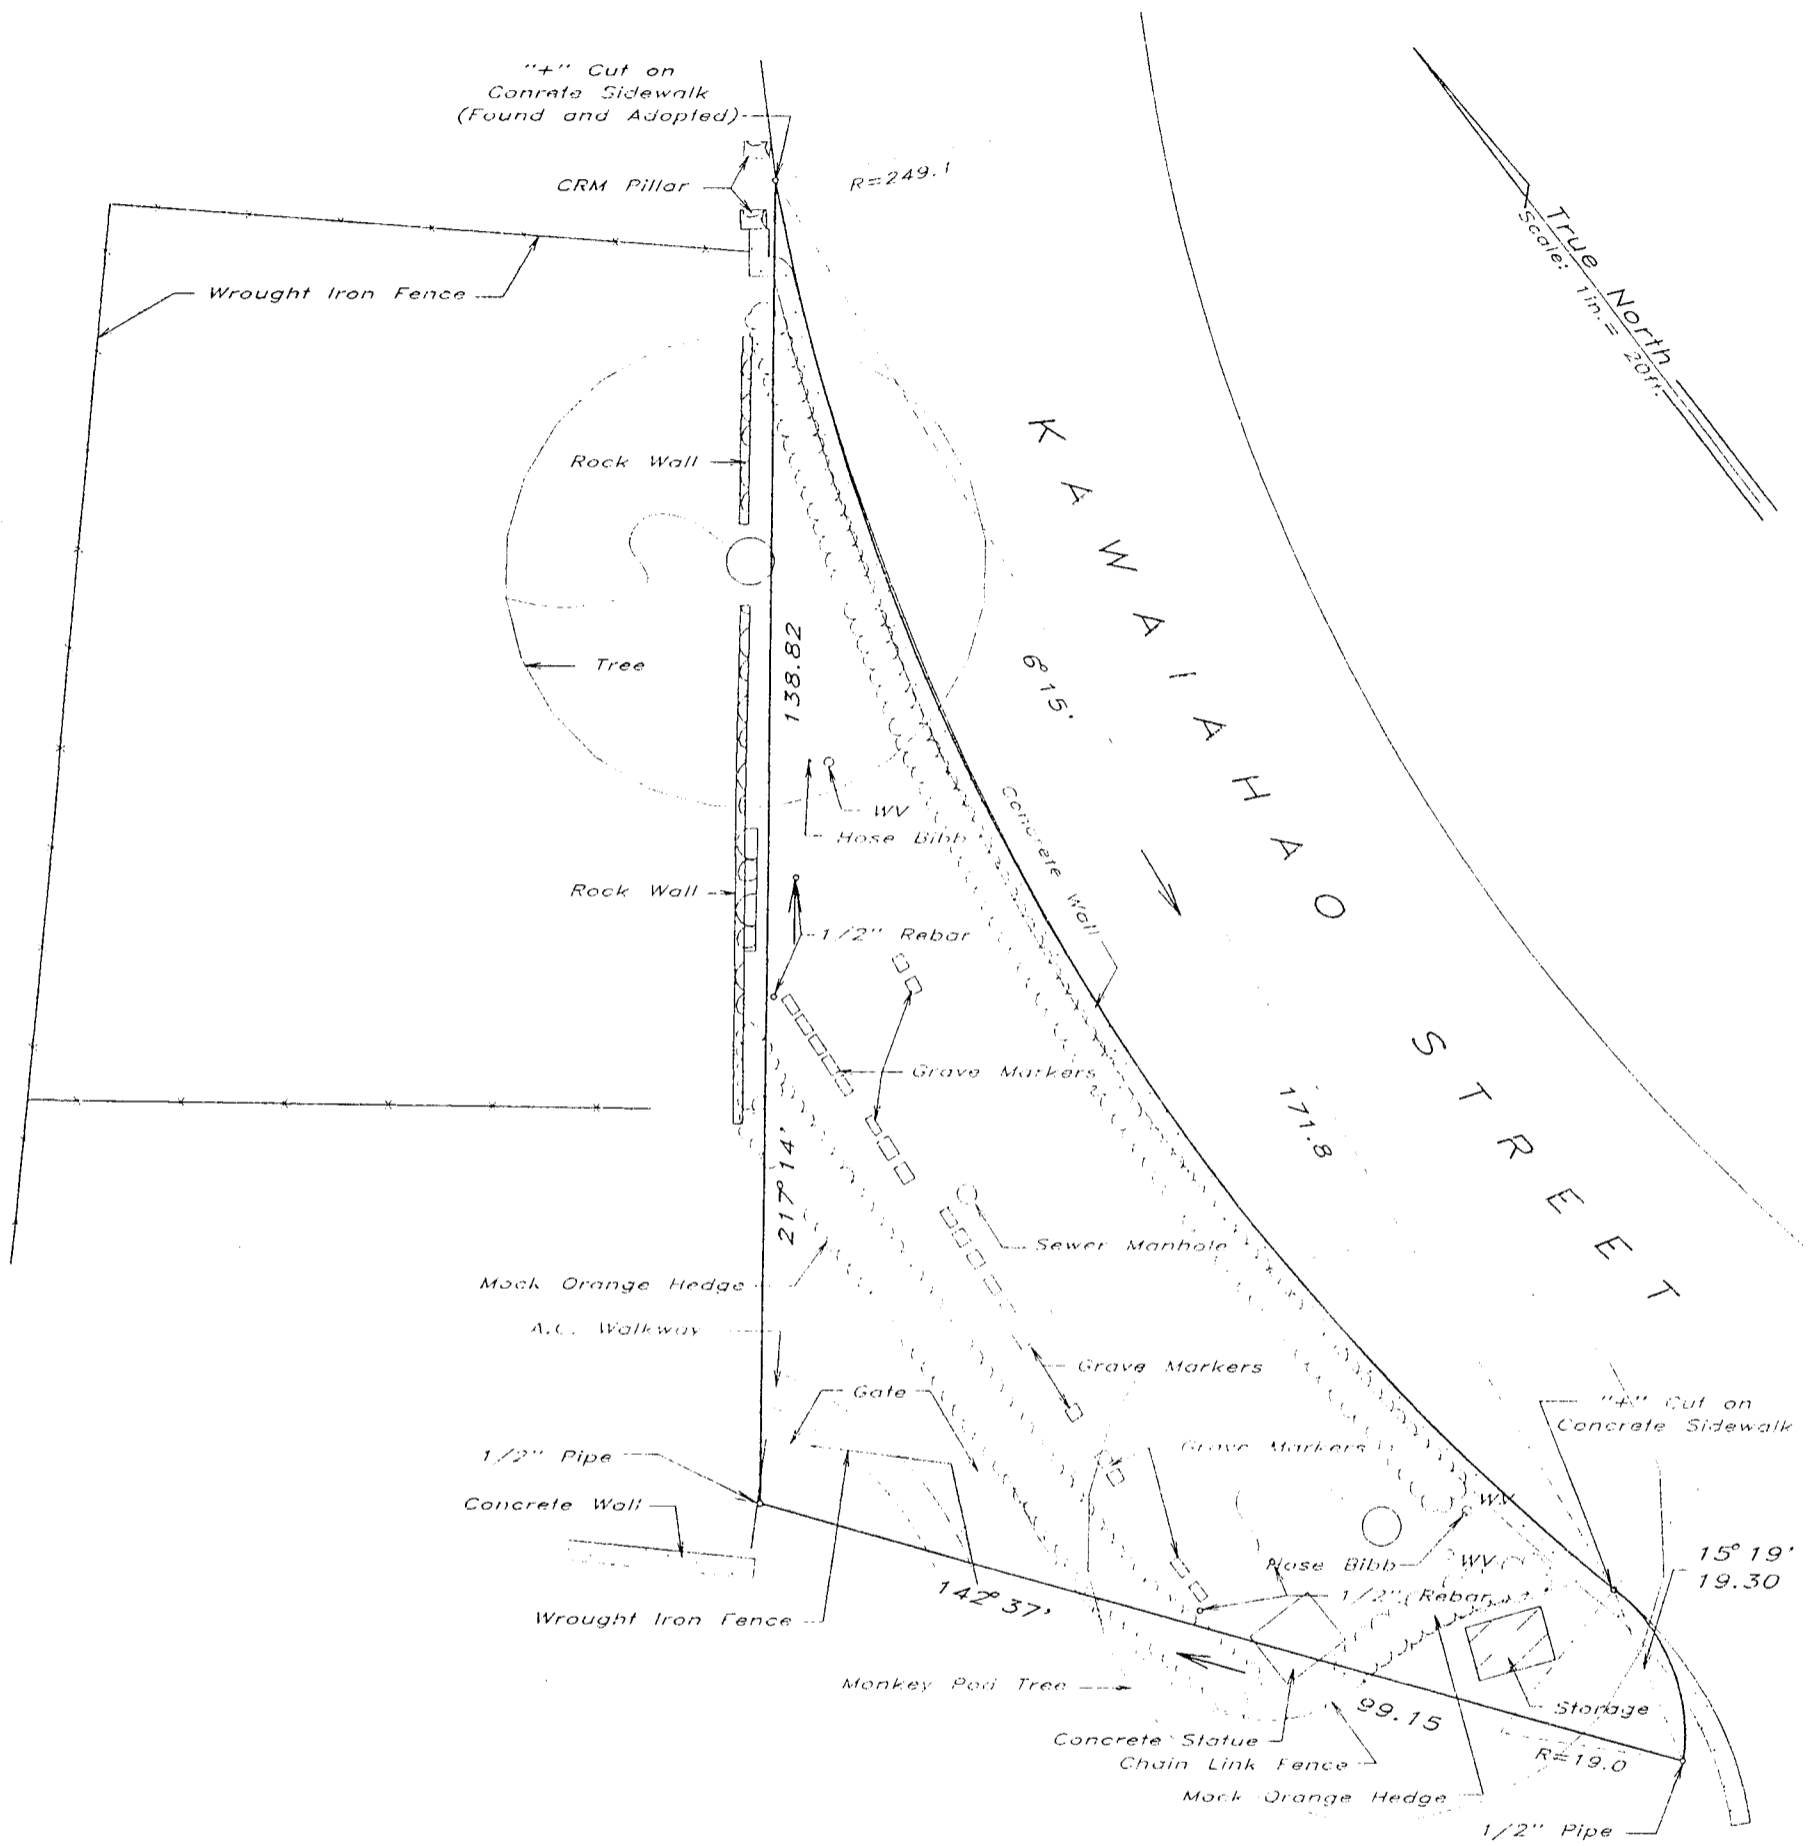 "+" Cut on
Conrete Sidewalk
(Found and Adopted)
CRM Pillar
R=249.1
True North
Scale: 1in.= 20ft.
Wrought Iron Fence
Rock Wall
KAWAIAHAO STREET
Tree
138.82
6°15'
WV
Hose Bibb
Concrete Wall
Rock Wall
1/2" Rebar
Grave Markers
171.8
217°14'
Sewer Manhole
Mock Orange Hedge
A.C. Walkway
Grave Markers
Gate
"+" Cut on
Concrete Sidewalk
Grave Markers
1/2" Pipe
Concrete Wall
WV
15°19'
19.30
Hose Bibb
WV
1/2" Rebar
142°37'
Wrought Iron Fence
Monkey Pod Tree
99.15
Storage
Concrete Statue
Chain Link Fence
R=19.0
Mock Orange Hedge
1/2" Pipe